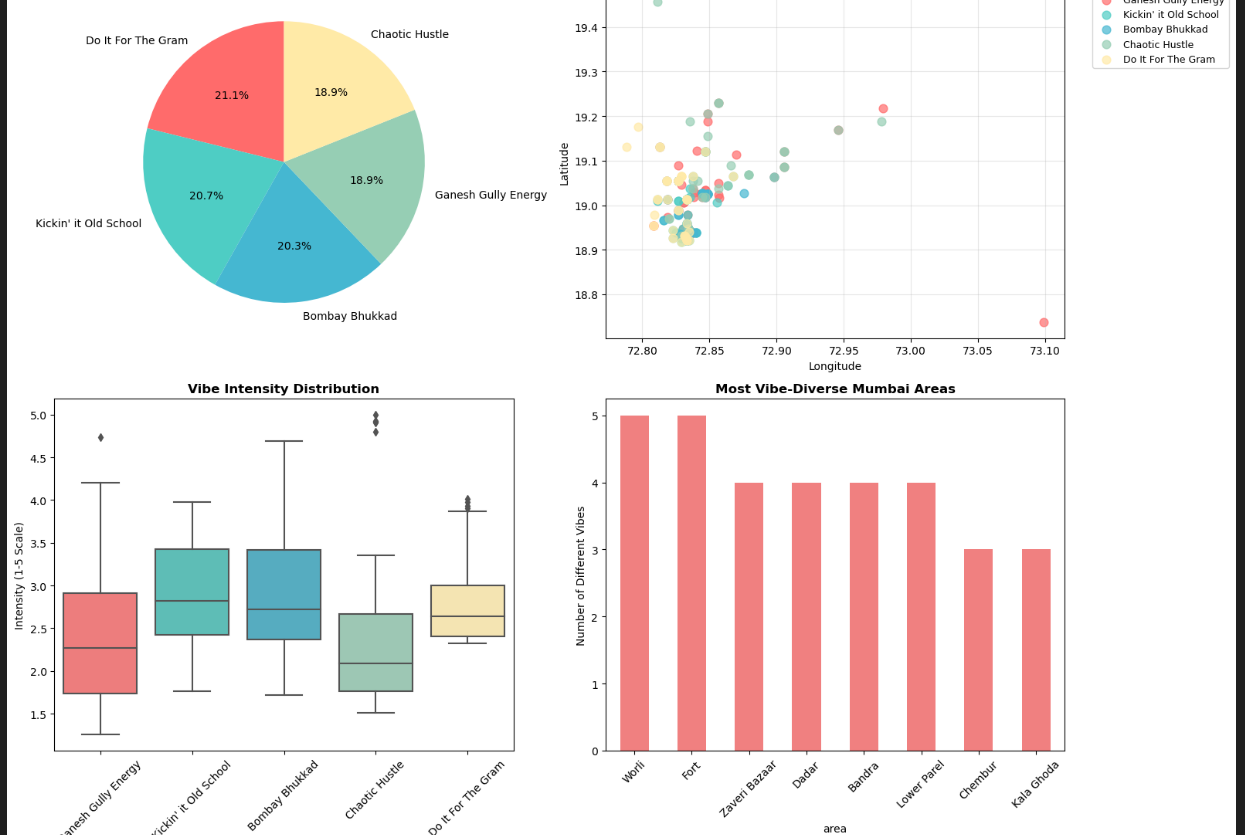 Do It For The Gram
Chaotic Hustle
21.1%
18.9%
Kickin' it Old School
20.7%
18.9%
Ganesh Gully Energy
20.3%
Bombay Bhukkad
Latitude
19.4
19.3
19.2
19.1
19.0
18.9
18.8
72.80 72.85 72.90 72.95 73.00 73.05 73.10
Longitude
Ganesh Gully Energy
Kickin' it Old School
Bombay Bhukkad
Chaotic Hustle
Do It For The Gram
Vibe Intensity Distribution
Intensity (1-5 Scale)
5.0
4.5
4.0
3.5
3.0
2.5
2.0
1.5
Ganesh Gully Energy
Kickin' it Old School
Bombay Bhukkad
Chaotic Hustle
Do It For The Gram
Most Vibe-Diverse Mumbai Areas
Number of Different Vibes
5
4
3
2
1
0
Worli
Fort
Zaveri Bazaar
Dadar
Bandra
Lower Parel
Chembur
Kala Ghoda
area